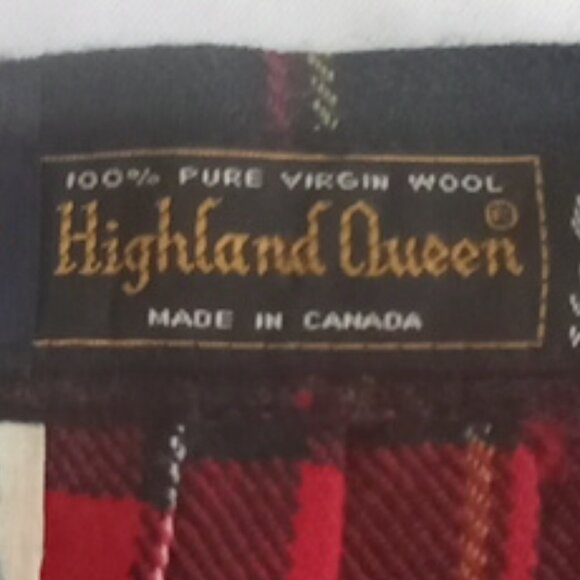 100% PURE VIRGIN WOOL
Highland Queen®
MADE IN CANADA